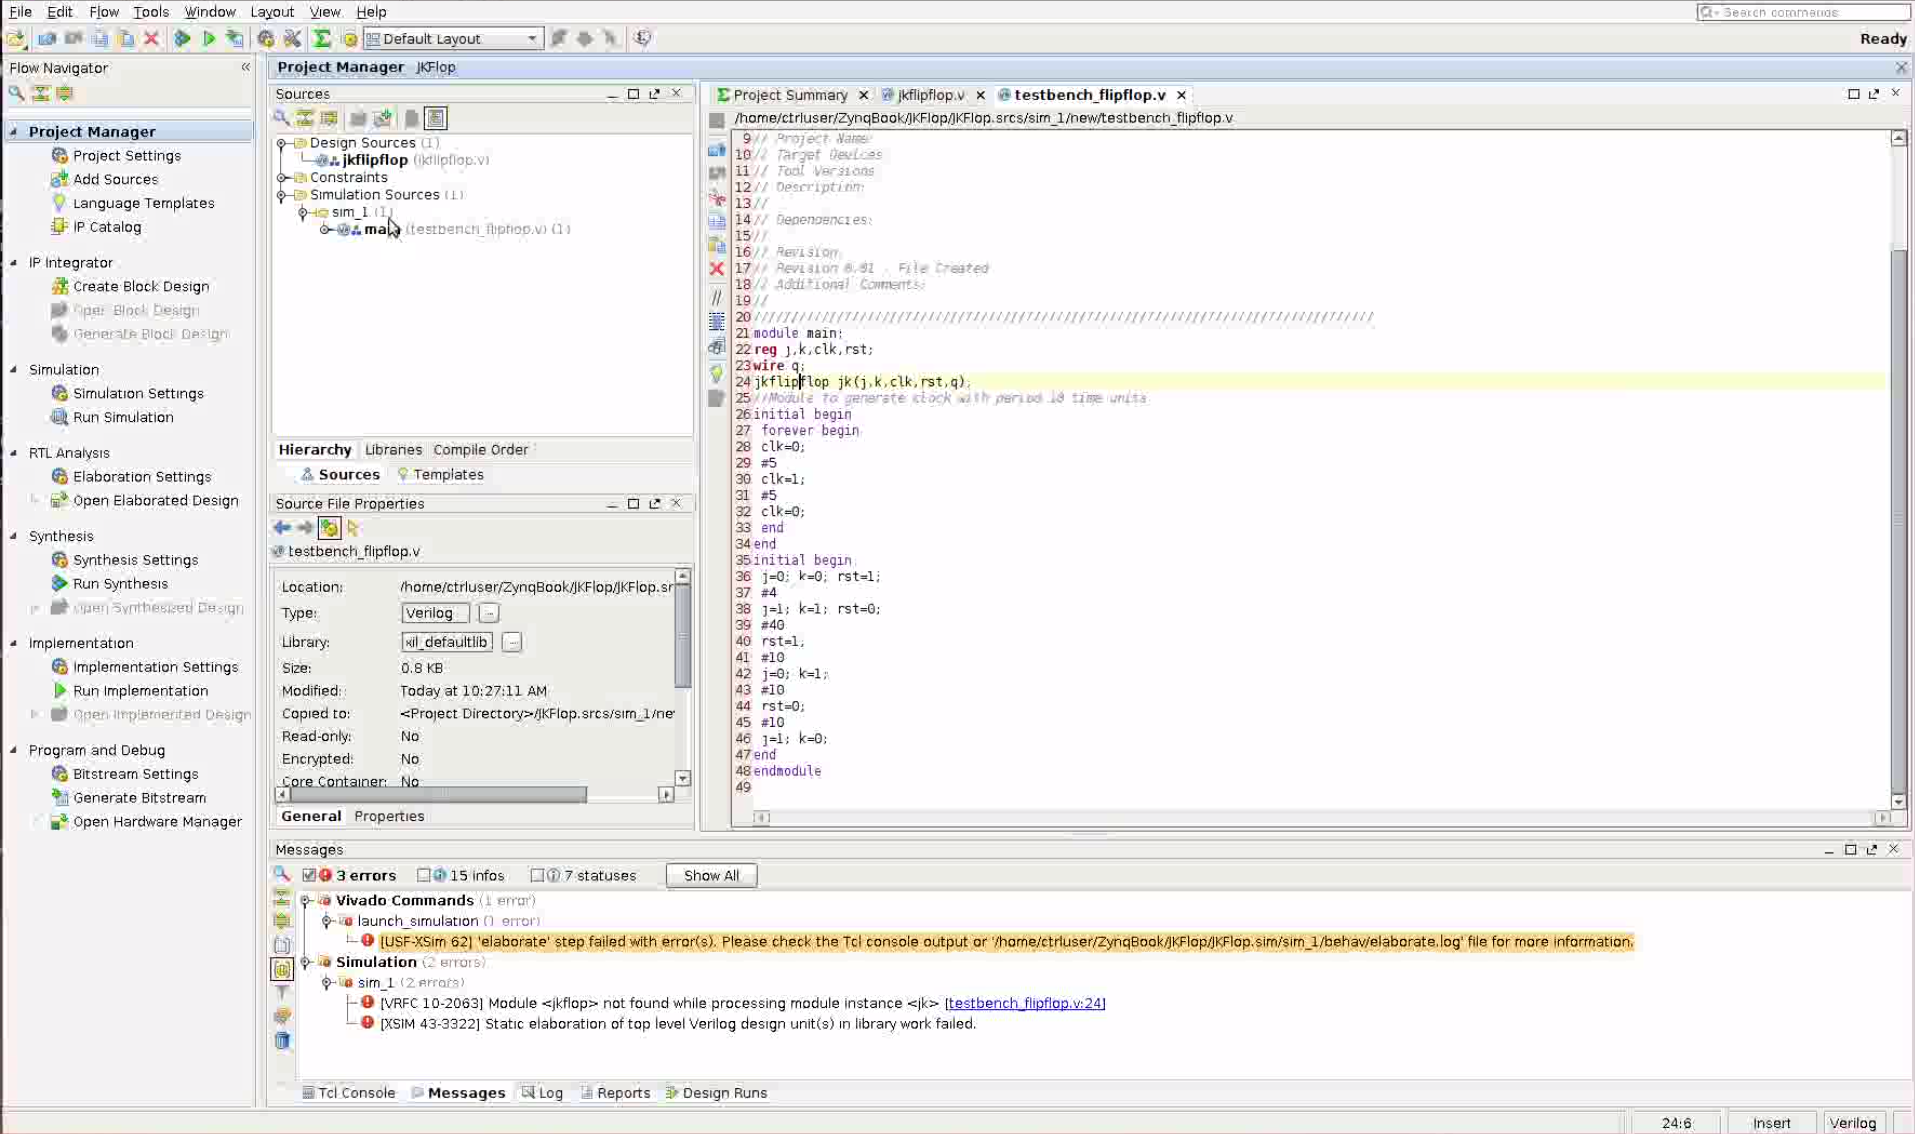 File Edit Flow Tools Window Layout View Help
Search commands
Default Layout
Ready
Flow Navigator
Project Manager
Project Settings
Add Sources
Language Templates
IP Catalog
IP Integrator
Create Block Design
Open Block Design
Generate Block Design
Simulation
Simulation Settings
Run Simulation
RTL Analysis
Elaboration Settings
Open Elaborated Design
Synthesis
Synthesis Settings
Run Synthesis
Open Synthesized Design
Implementation
Implementation Settings
Run Implementation
Open Implemented Design
Program and Debug
Bitstream Settings
Generate Bitstream
Open Hardware Manager
Project Manager JKFlop
Sources
Design Sources (1)
jkflipflop (jkflipflop.v)
Constraints
Simulation Sources (1)
sim_1 (1)
(testbench_flipflop.v) (1)
Hierarchy Libraries Compile Order
Sources Templates
Source File Properties
testbench_flipflop.v
Location: /home/ctrluser/ZynqBook/JKFlop/JKFlop.sr
Type: Verilog ...
Library: xil_defaultlib ...
Size: 0.8 KB
Modified: Today at 10:27:11 AM
Copied to: <Project Directory>/JKFlop.srcs/sim_1/ne
Read-only: No
Encrypted: No
Core Container: No
General Properties
Project Summary jkflipflop.v testbench_flipflop.v
/home/ctrluser/ZynqBook/JKFlop/JKFlop.srcs/sim_1/new/testbench_flipflop.v
9 // Project Name:
10 // Target Devices:
11 // Tool Versions:
12 // Description:
13 //
14 // Dependencies:
15 //
16 // Revision:
17 // Revision 0.01 - File Created
18 // Additional Comments:
19 //
20 //////////////////////////////////////////////////////////////////////////////////
21 module main;
22 reg j,k,clk,rst;
23 wire q;
24 jkflipflop jk(j,k,clk,rst,q);
25 //Module to generate clock with period 10 time units
26 initial begin
27 forever begin
28 clk=0;
29 #5
30 clk=1;
31 #5
32 clk=0;
33 end
34 end
35 initial begin
36 j=0; k=0; rst=1;
37 #4
38 j=1; k=1; rst=0;
39 #40
40 rst=1;
41 #10
42 j=0; k=1;
43 #10
44 rst=0;
45 #10
46 j=1; k=0;
47 end
48 endmodule
49
Messages
3 errors 15 infos 7 statuses Show All
Vivado Commands (1 error)
launch_simulation (1 error)
[USF-XSim 62] 'elaborate' step failed with error(s). Please check the Tcl console output or '/home/ctrluser/ZynqBook/JKFlop/JKFlop.sim/sim_1/behav/elaborate.log' file for more information.
Simulation (2 errors)
sim_1 (2 errors)
[VRFC 10-2063] Module <jkflop> not found while processing module instance <jk> [testbench_flipflop.v:24]
[XSIM 43-3322] Static elaboration of top level Verilog design unit(s) in library work failed.
Tcl Console Messages Log Reports Design Runs
24:6 Insert Verilog